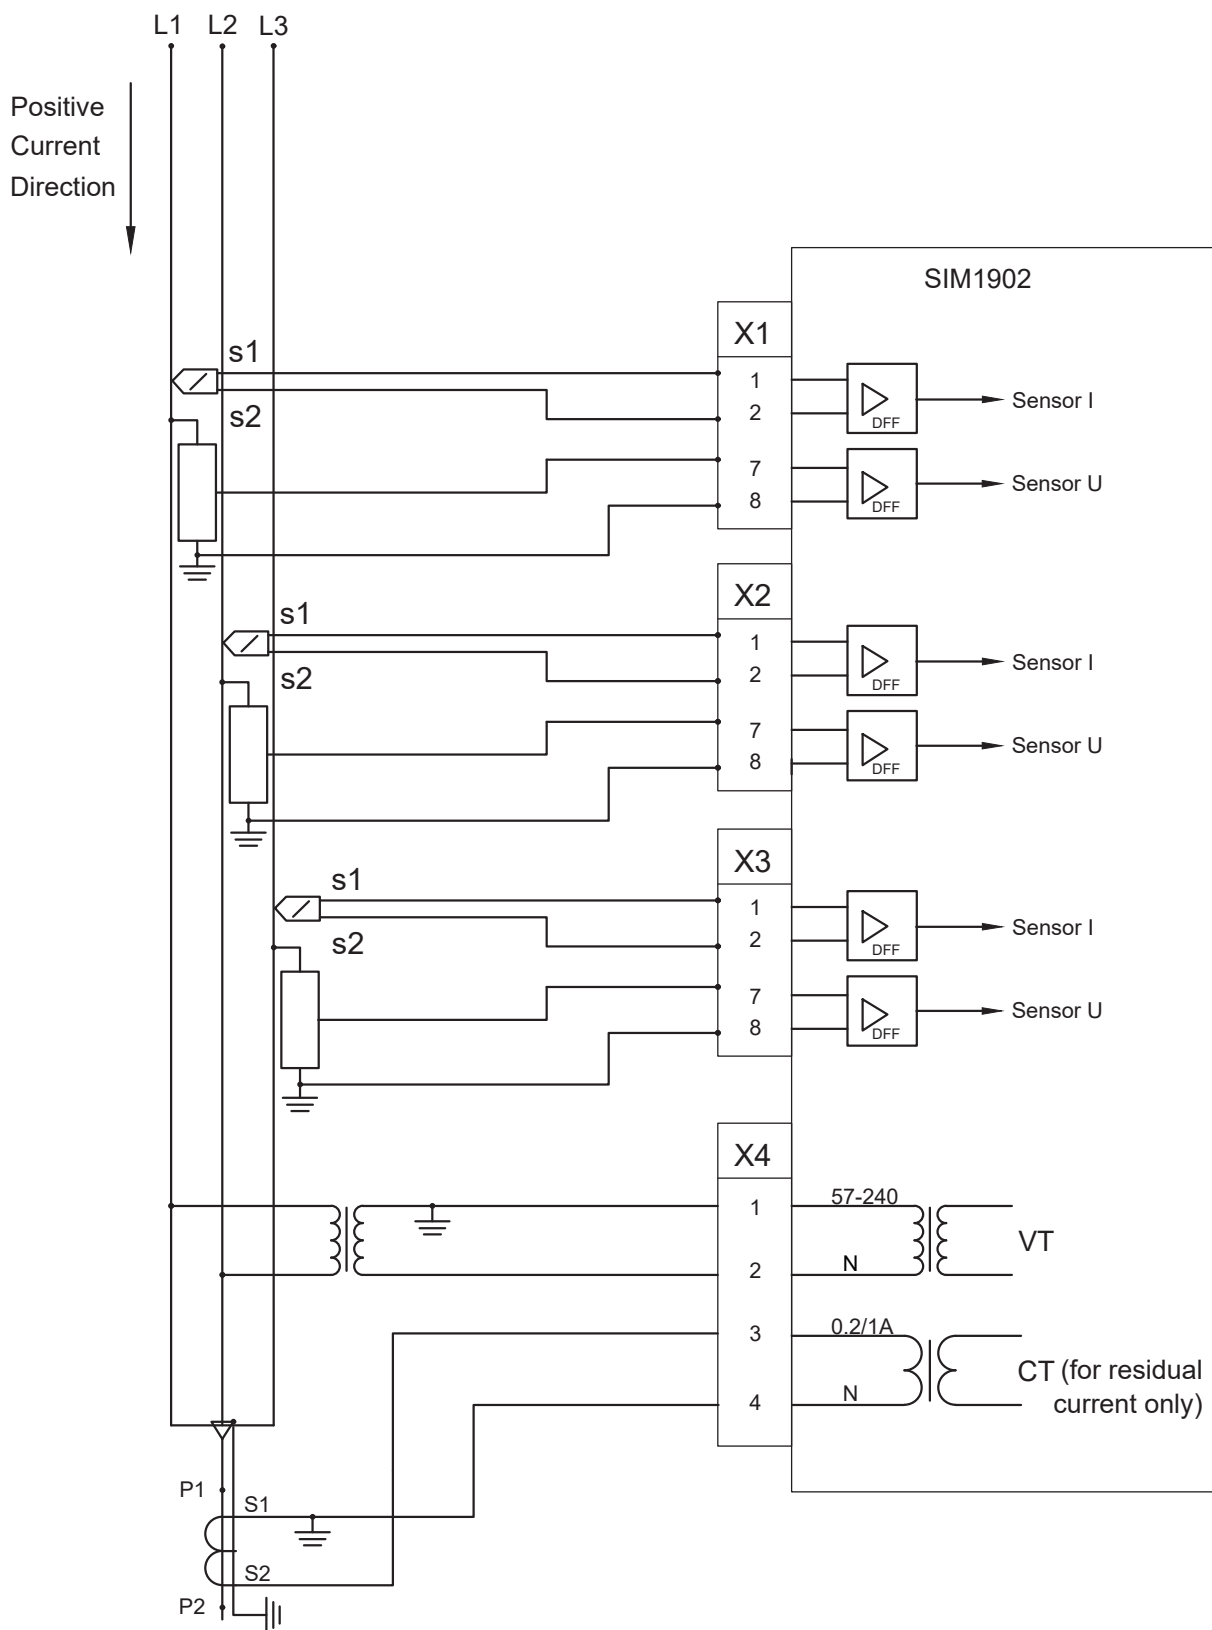 L1 L2 L3
Positive
Current
Direction
SIM1902
X1
s1
1
Sensor I
2
DFF
s2
7
Sensor U
8
DFF
X2
s1
1
Sensor I
2
DFF
s2
7
Sensor U
8
DFF
X3
s1
1
Sensor I
2
DFF
s2
7
Sensor U
8
DFF
X4
1
57-240
VT
2
N
3
0.2/1A
CT (for residual
current only)
4
N
P1
S1
S2
P2